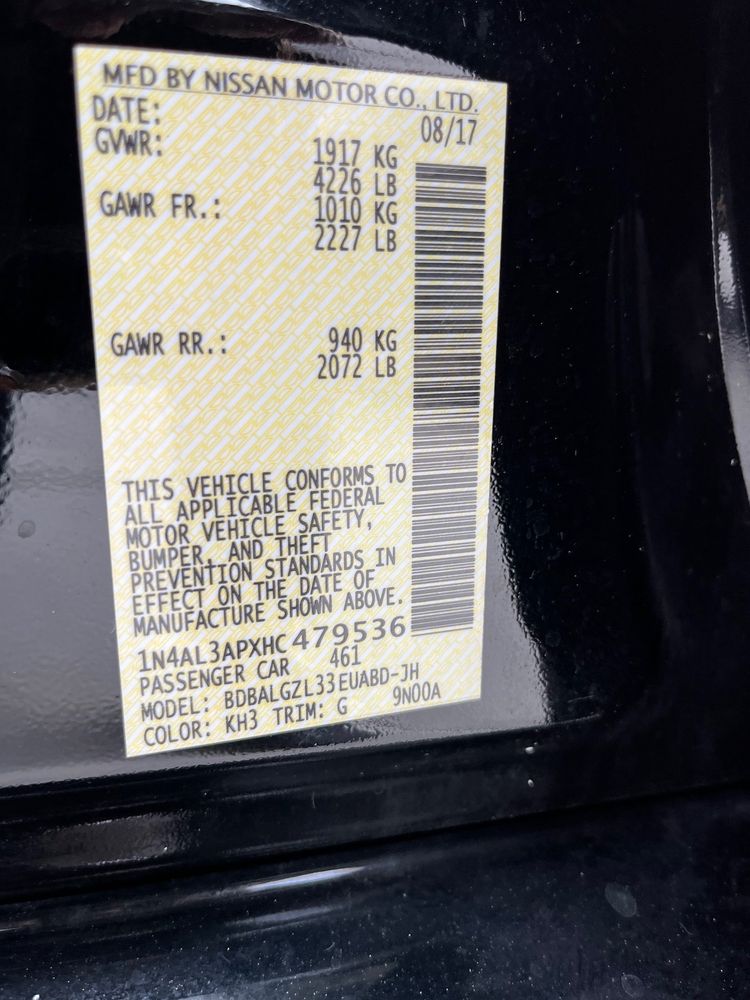 MFD BY NISSAN MOTOR CO., LTD.
DATE: 08/17
GVWR: 1917 KG
4226 LB
GAWR FR.: 1010 KG
2227 LB
GAWR RR.: 940 KG
2072 LB
THIS VEHICLE CONFORMS TO
ALL APPLICABLE FEDERAL
MOTOR VEHICLE SAFETY,
BUMPER, AND THEFT
PREVENTION STANDARDS IN
EFFECT ON THE DATE OF
MANUFACTURE SHOWN ABOVE.
1N4AL3APXHC479536
PASSENGER CAR 461
MODEL: BDBALGZL33EUABD-JH
COLOR: KH3 TRIM: G 9N00A